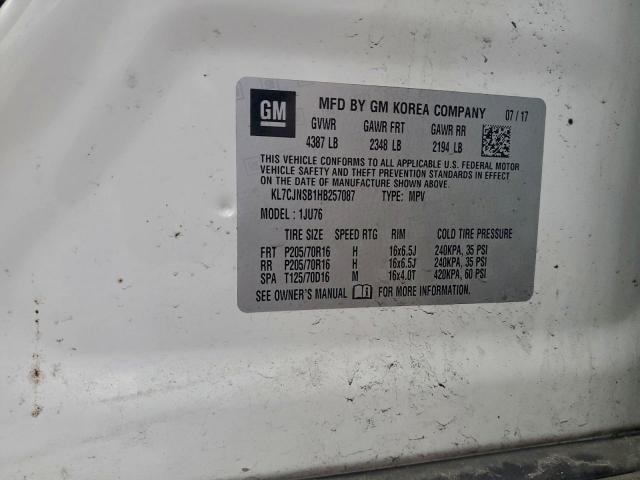 GM
MFD BY GM KOREA COMPANY 07/17
GVWR GAWR FRT GAWR RR
4387 LB 2348 LB 2194 LB
THIS VEHICLE CONFORMS TO ALL APPLICABLE U.S. FEDERAL MOTOR
VEHICLE SAFETY AND THEFT PREVENTION STANDARDS IN EFFECT
ON THE DATE OF MANUFACTURE SHOWN ABOVE.
KL7CJNSB1HB257087 TYPE: MPV
MODEL : 1JU76
TIRE SIZE SPEED RTG RIM COLD TIRE PRESSURE
FRT P205/70R16 H 16x6.5J 240KPA, 35 PSI
RR P205/70R16 H 16x6.5J 240KPA, 35 PSI
SPA T125/70D16 M 16x4.0T 420KPA, 60 PSI
SEE OWNER'S MANUAL FOR MORE INFORMATION.